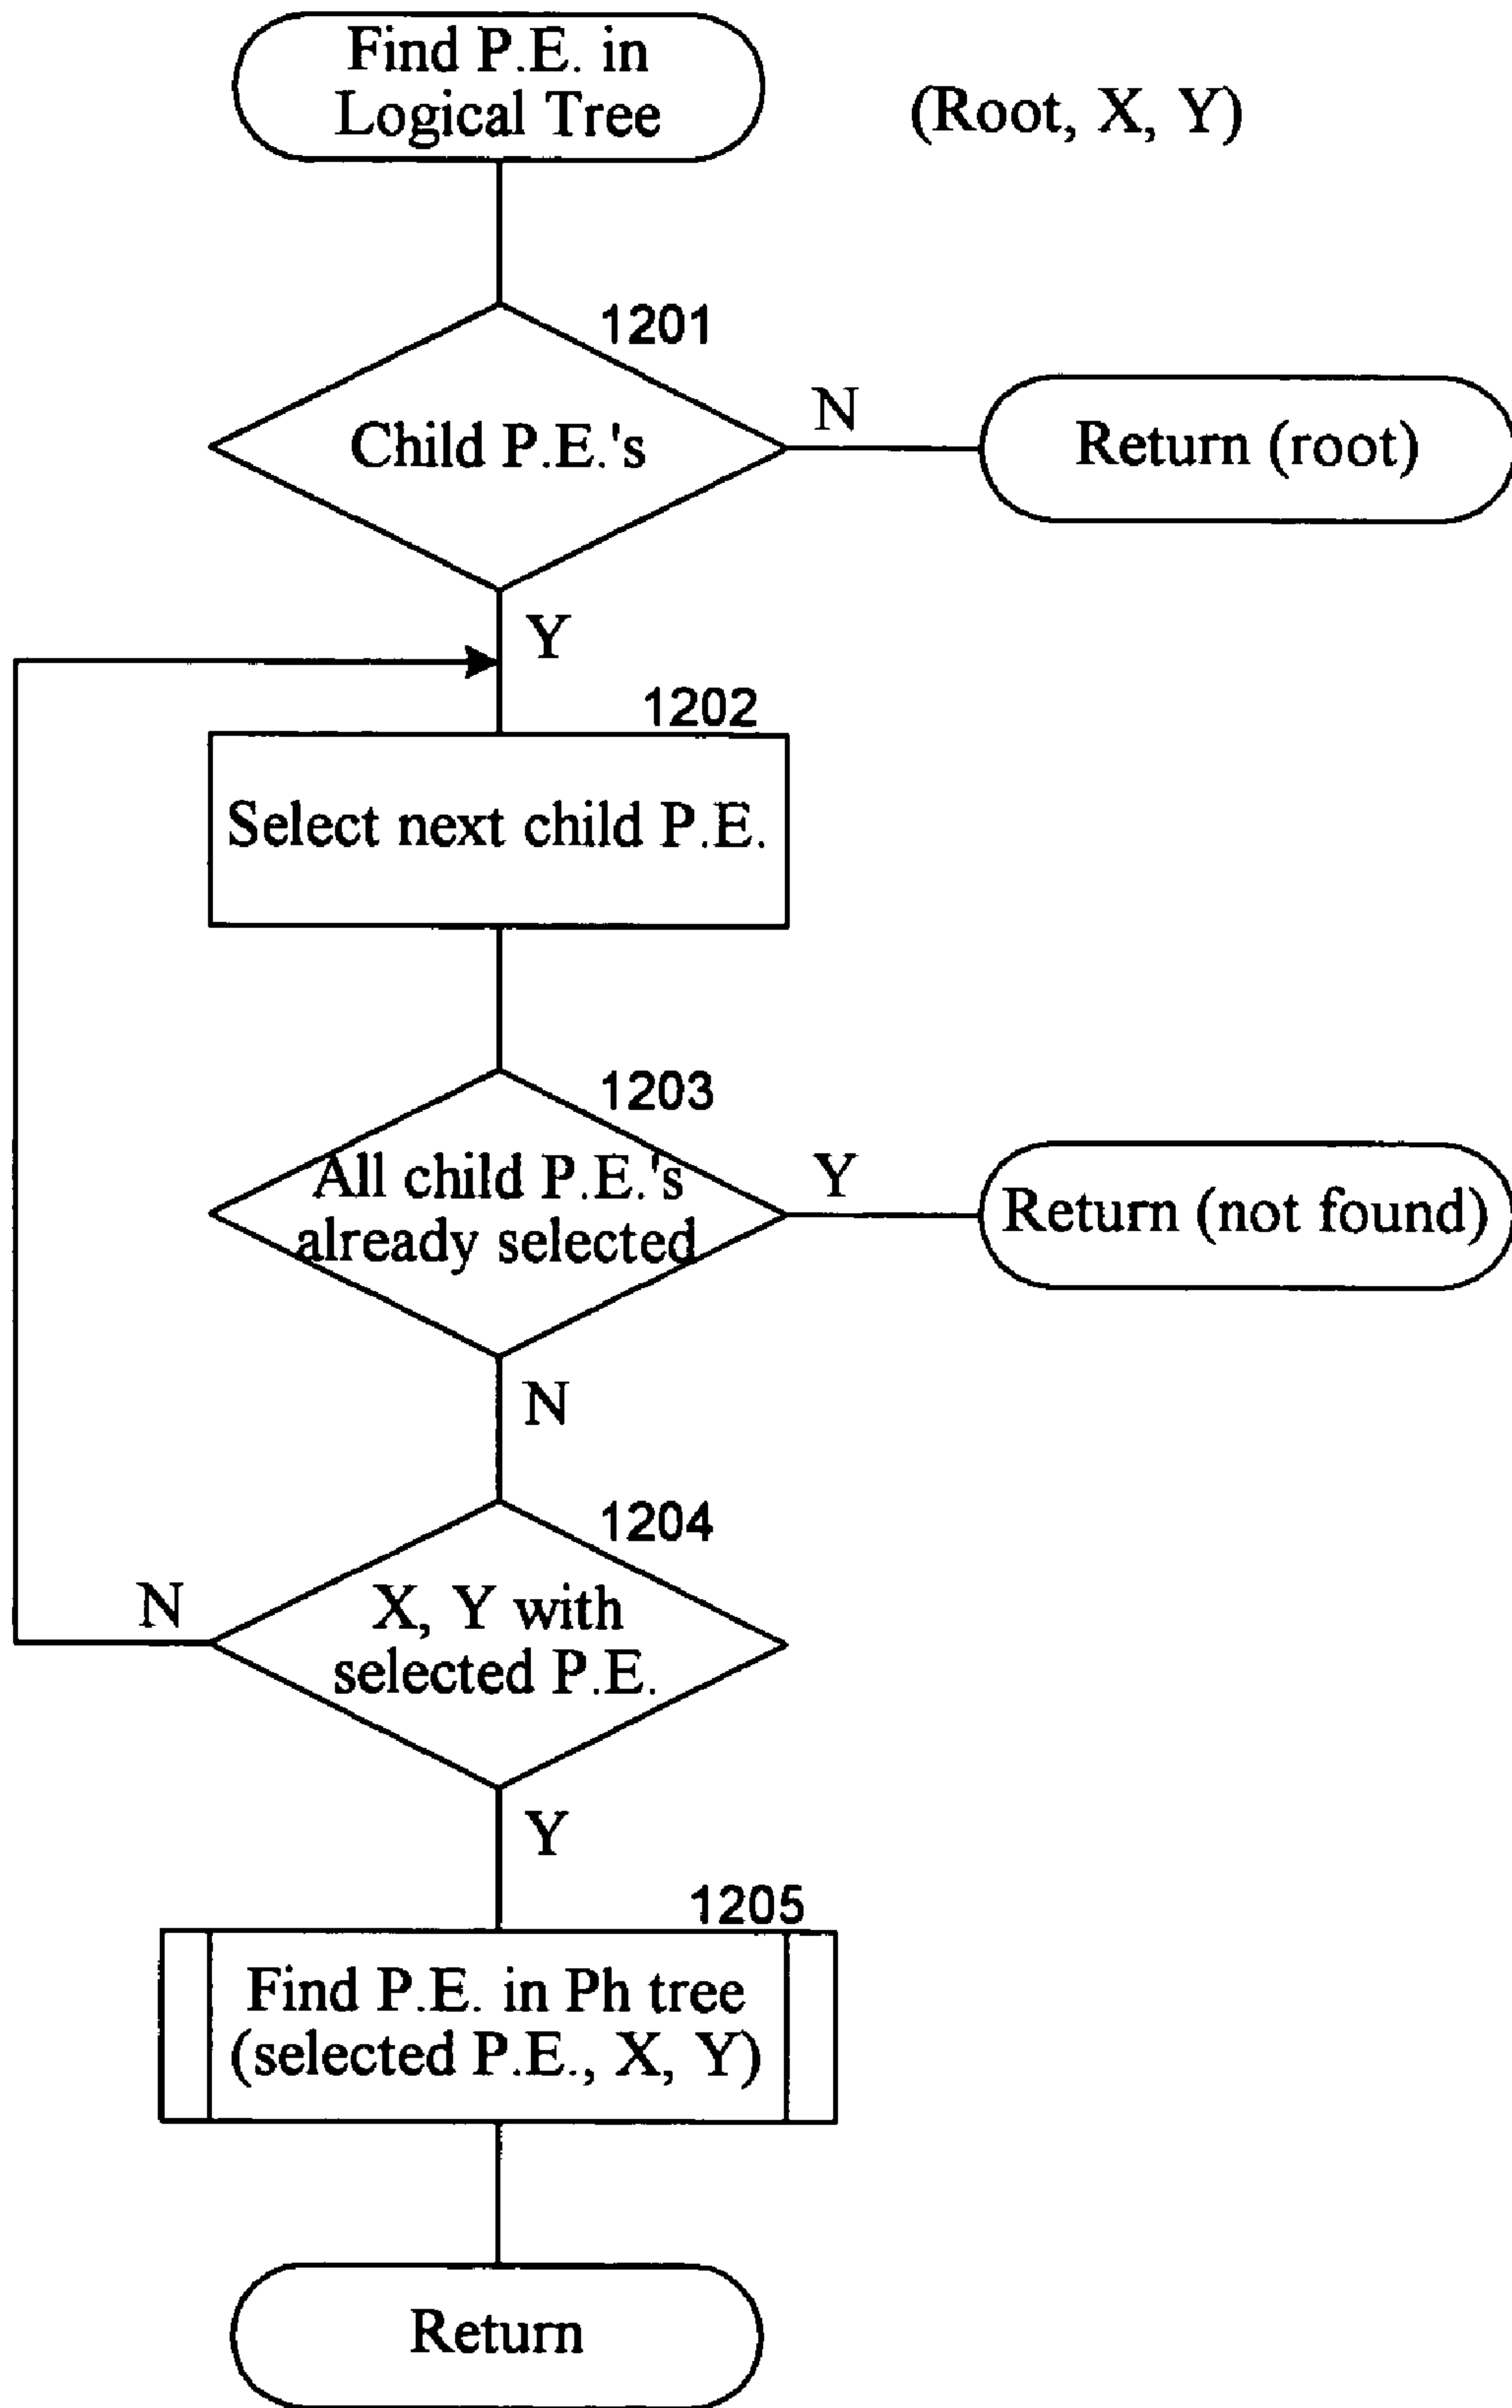 Find P.E. in
Logical Tree
(Root, X, Y)
1201
Child P.E.'s
N
Return (root)
Y
1202
Select next child P.E.
1203
All child P.E.'s
already selected
Y
Return (not found)
N
1204
X, Y with
selected P.E.
N
Y
1205
Find P.E. in Ph tree
(selected P.E., X, Y)
Return